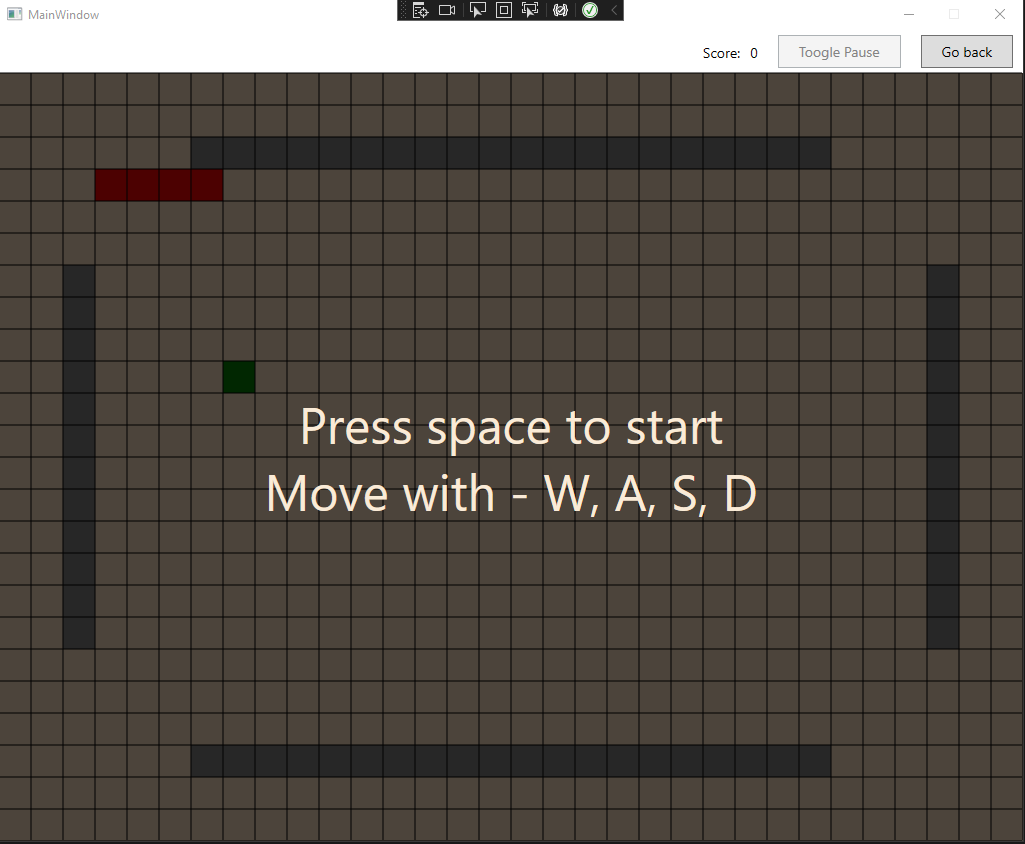 MainWindow
Score: 0
Toogle Pause
Go back
Press space to start
Move with - W, A, S, D